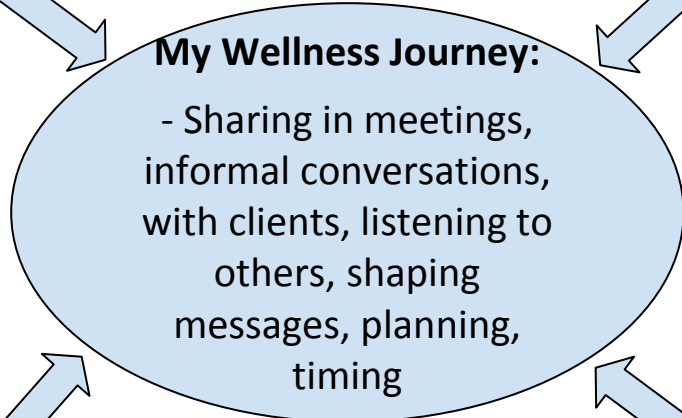 My Wellness Journey:
- Sharing in meetings,
informal conversations,
with clients, listening to
others, shaping
messages, planning,
timing